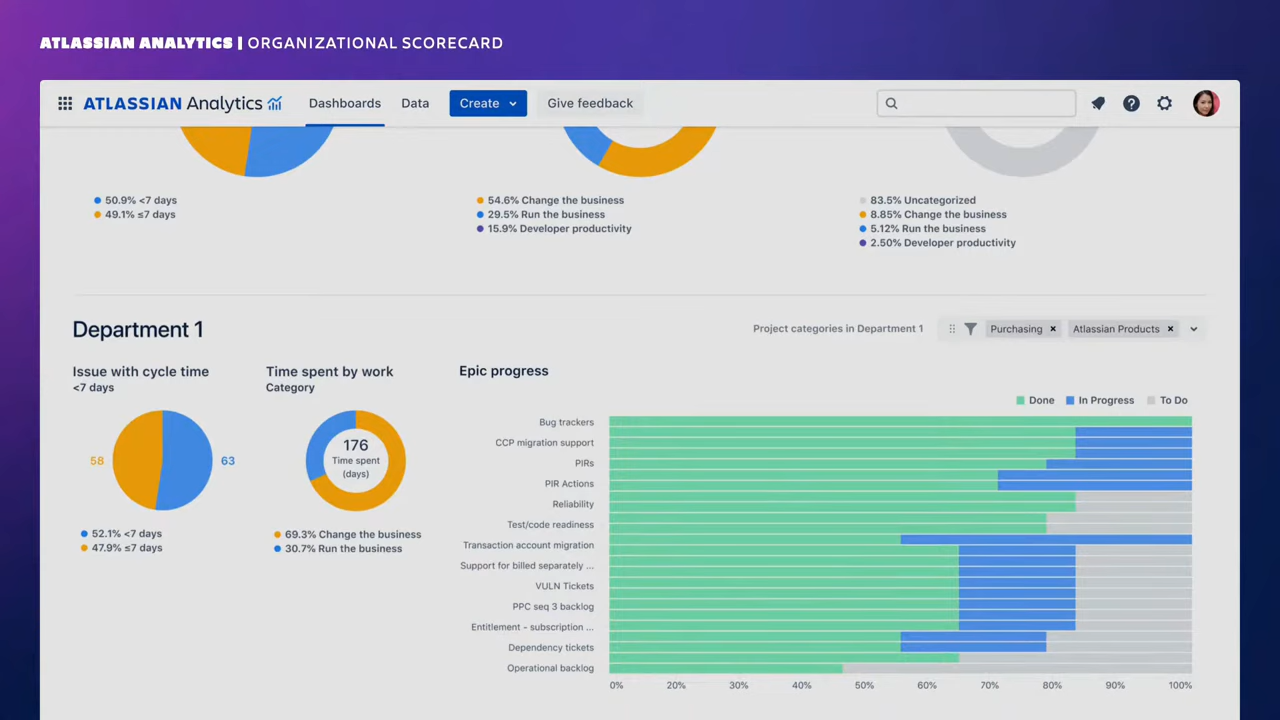 ATLASSIAN ANALYTICS | ORGANIZATIONAL SCORECARD
ATLASSIAN Analytics
Dashboards
Data
Create
Give feedback
50.9% <7 days
49.1% ≤7 days
54.6% Change the business
29.5% Run the business
15.9% Developer productivity
83.5% Uncategorized
8.85% Change the business
5.12% Run the business
2.50% Developer productivity
Department 1
Project categories in Department 1
Purchasing ×
Atlassian Products ×
Issue with cycle time
<7 days
58
63
52.1% <7 days
47.9% ≤7 days
Time spent by work
Category
176
Time spent
(days)
69.3% Change the business
30.7% Run the business
Epic progress
Done
In Progress
To Do
Bug trackers
CCP migration support
PIRs
PIR Actions
Reliability
Test/code readiness
Transaction account migration
Support for billed separately ...
VULN Tickets
PPC seq 3 backlog
Entitlement - subscription ...
Dependency tickets
Operational backlog
0% 20% 30% 40% 50% 60% 70% 80% 90% 100%